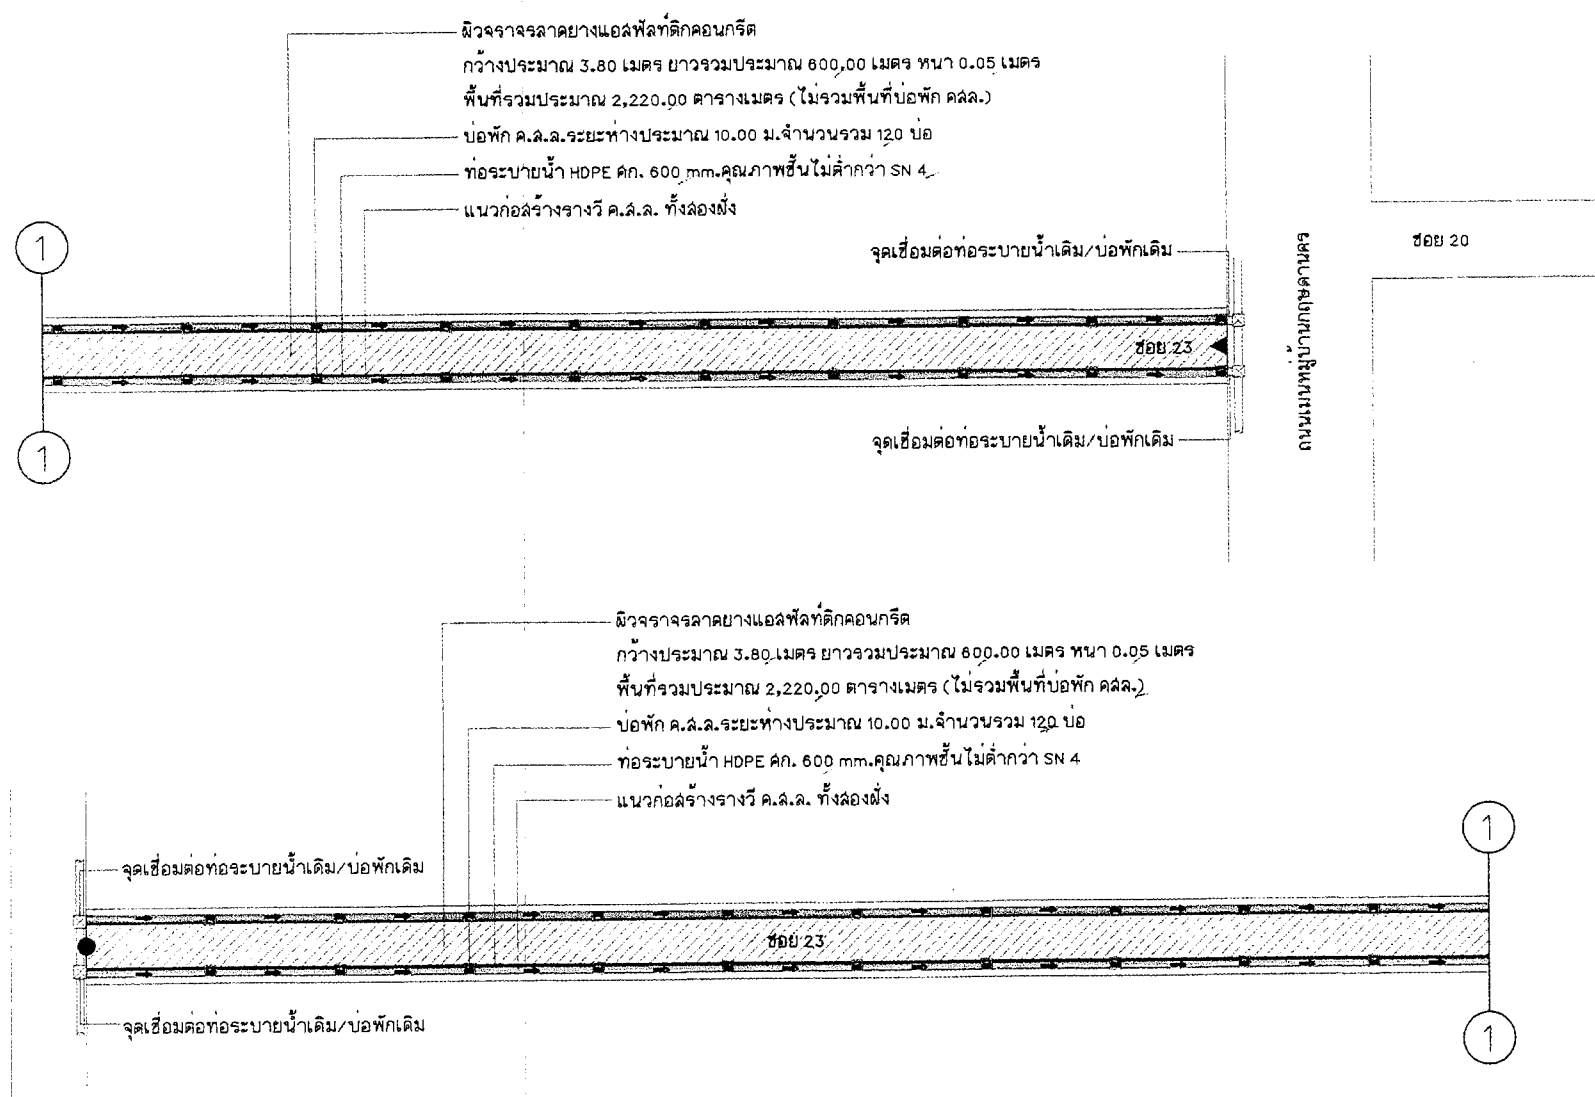 ผิวจราจรลาดยางแอสฟัลท์ติกคอนกรีต
กว้างประมาณ 3.80 เมตร ยาวรวมประมาณ 600.00 เมตร หนา 0.05 เมตร
พื้นที่รวมประมาณ 2,220.00 ตารางเมตร (ไม่รวมพื้นที่บ่อพัก คสล.)
บ่อพัก ค.ส.ล.ระยะห่างประมาณ 10.00 ม.จำนวนรวม 120 บ่อ
ท่อระบายน้ำ HDPE ศก. 600 mm.คุณภาพชั้นไม่ต่ำกว่า SN 4
แนวก่อสร้างรางวี ค.ส.ล. ทั้งสองฝั่ง
1
จุดเชื่อมต่อท่อระบายน้ำเดิม/บ่อพักเดิม
ซอย 20
ถนนเมนหมู่บ้านกฤษดานคร
ซอย 23
จุดเชื่อมต่อท่อระบายน้ำเดิม/บ่อพักเดิม
1
ผิวจราจรลาดยางแอสฟัลท์ติกคอนกรีต
กว้างประมาณ 3.80 เมตร ยาวรวมประมาณ 600.00 เมตร หนา 0.05 เมตร
พื้นที่รวมประมาณ 2,220.00 ตารางเมตร (ไม่รวมพื้นที่บ่อพัก คสล.)
บ่อพัก ค.ส.ล.ระยะห่างประมาณ 10.00 ม.จำนวนรวม 120 บ่อ
ท่อระบายน้ำ HDPE ศก. 600 mm.คุณภาพชั้นไม่ต่ำกว่า SN 4
แนวก่อสร้างรางวี ค.ส.ล. ทั้งสองฝั่ง
1
จุดเชื่อมต่อท่อระบายน้ำเดิม/บ่อพักเดิม
ซอย 23
จุดเชื่อมต่อท่อระบายน้ำเดิม/บ่อพักเดิม
1